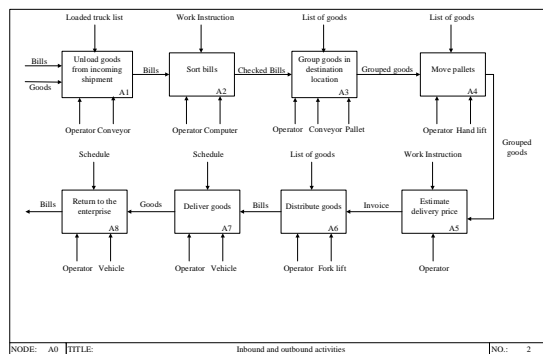 Loaded truck list
Work Instruction
List of goods
List of goods
Bills
Goods
Unload goods
from incoming
shipment
A1
Bills
Sort bills
A2
Checked Bills
Group goods in
destination
location
A3
Grouped goods
Move pallets
A4
Operator Conveyor
Operator Computer
Operator Conveyor Pallet
Operator Hand lift
Grouped
goods
Schedule
Schedule
List of goods
Work Instruction
Bills
Return to the
enterprise
A8
Goods
Deliver goods
A7
Bills
Distribute goods
A6
Invoice
Estimate
delivery price
A5
Operator Vehicle
Operator Vehicle
Operator Fork lift
Operator
NODE: A0 TITLE: Inbound and outbound activities NO.: 2